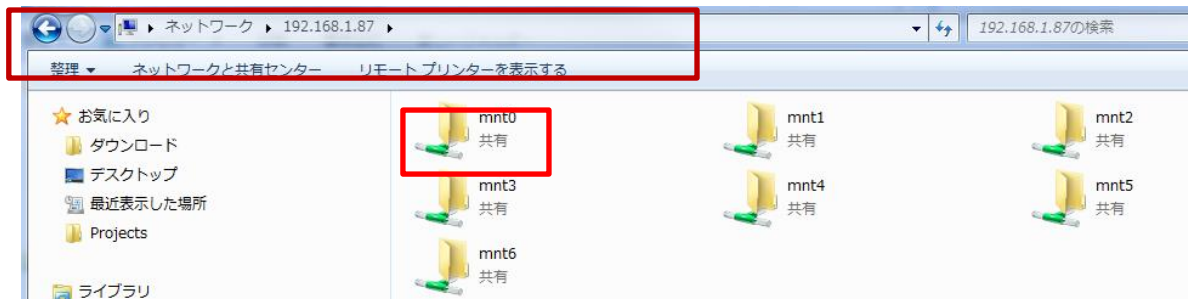 ネットワーク 192.168.1.87 192.168.1.87の検索
整理 ネットワークと共有センター リモート プリンターを表示する
お気に入り
ダウンロード
デスクトップ
最近表示した場所
Projects
ライブラリ
mnt0 mnt1 mnt2
共有 共有 共有
mnt3 mnt4 mnt5
共有 共有 共有
mnt6
共有